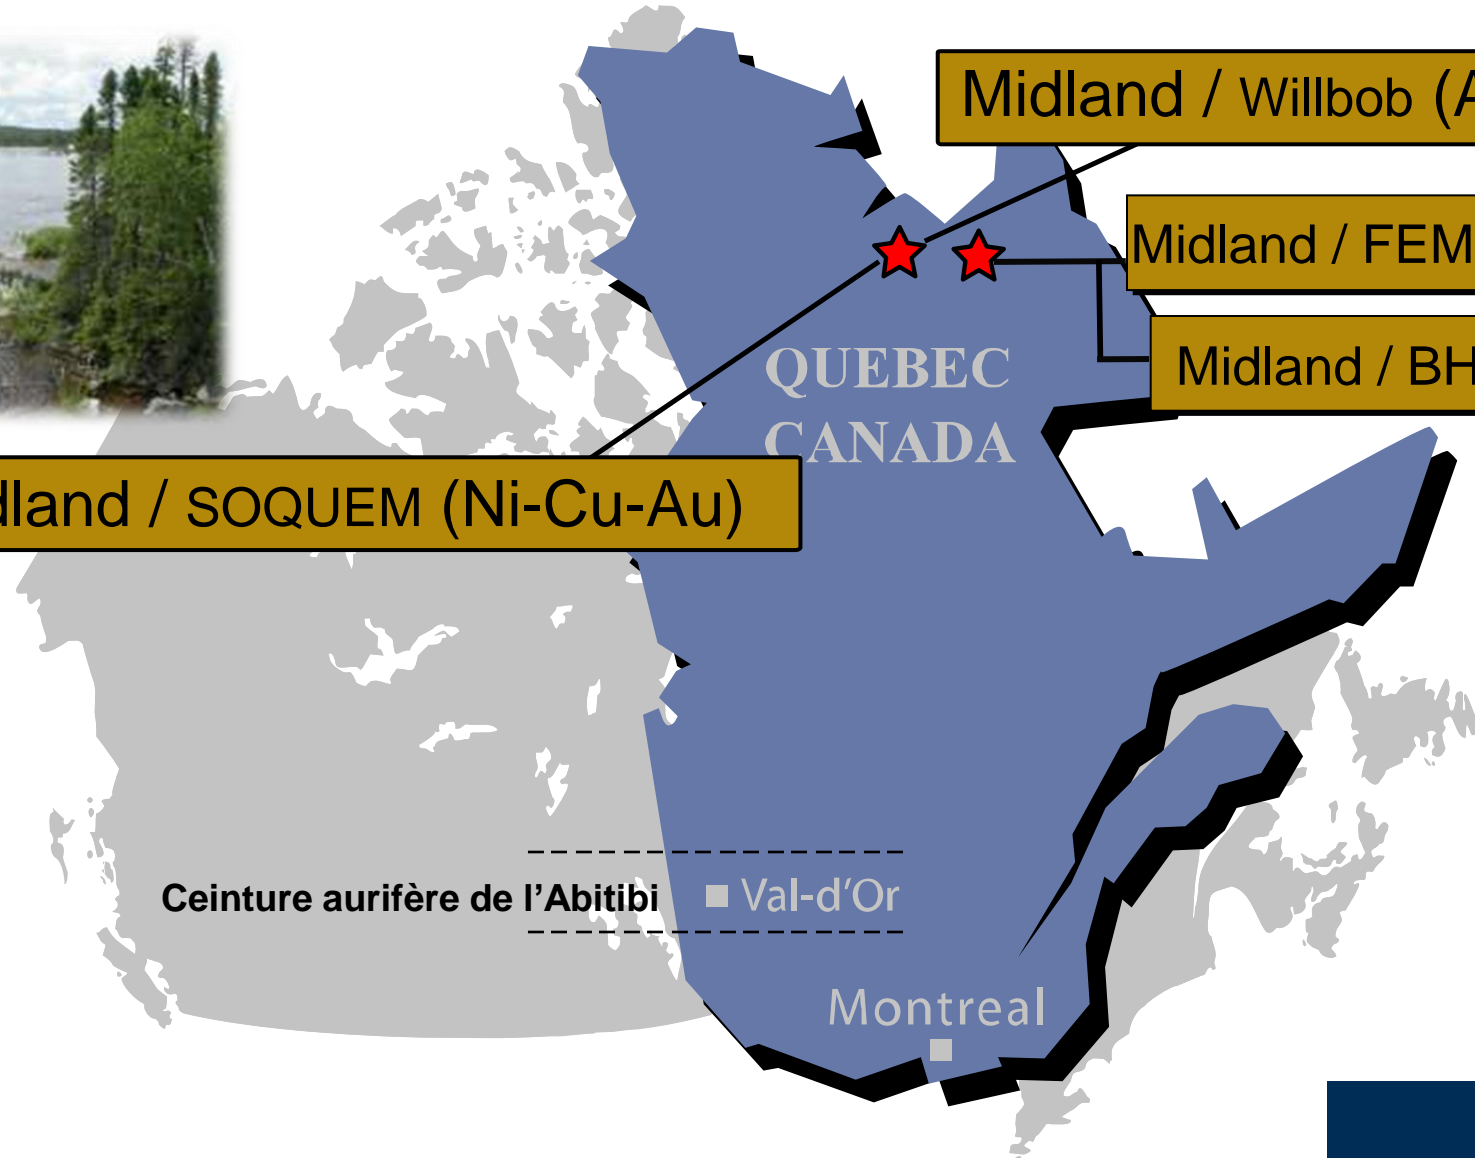 Midland / Willbob (A
Midland / FEM
Midland / BH
QUEBEC
CANADA
dland / SOQUEM (Ni-Cu-Au)
Ceinture aurifère de l’Abitibi
Val-d’Or
Montreal